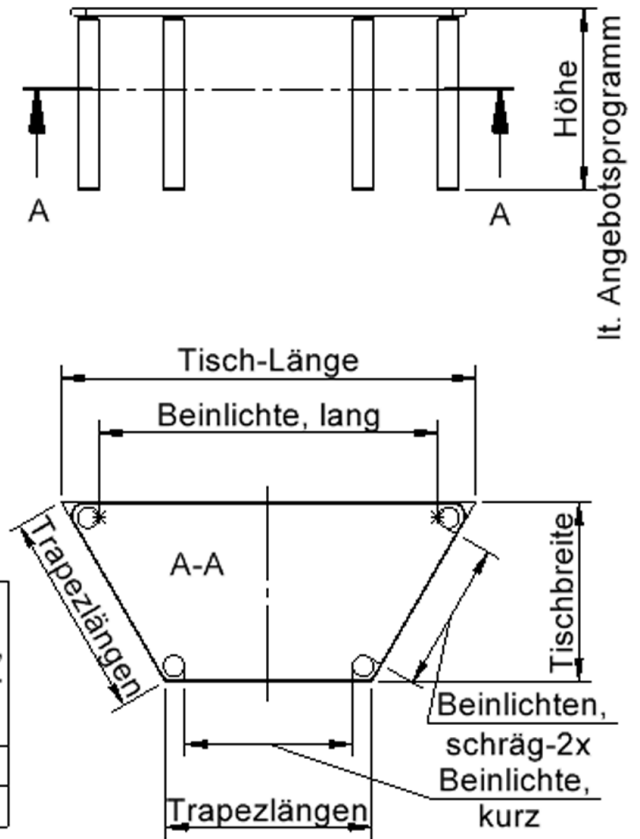 Höhe
lt. Angebotsprogramm
A
A
Tisch-Länge
Beinlichte, lang
Trapezlängen
A-A
Tischbreite
Beinlichten,
schräg-2x
Beinlichte,
kurz
Trapezlängen